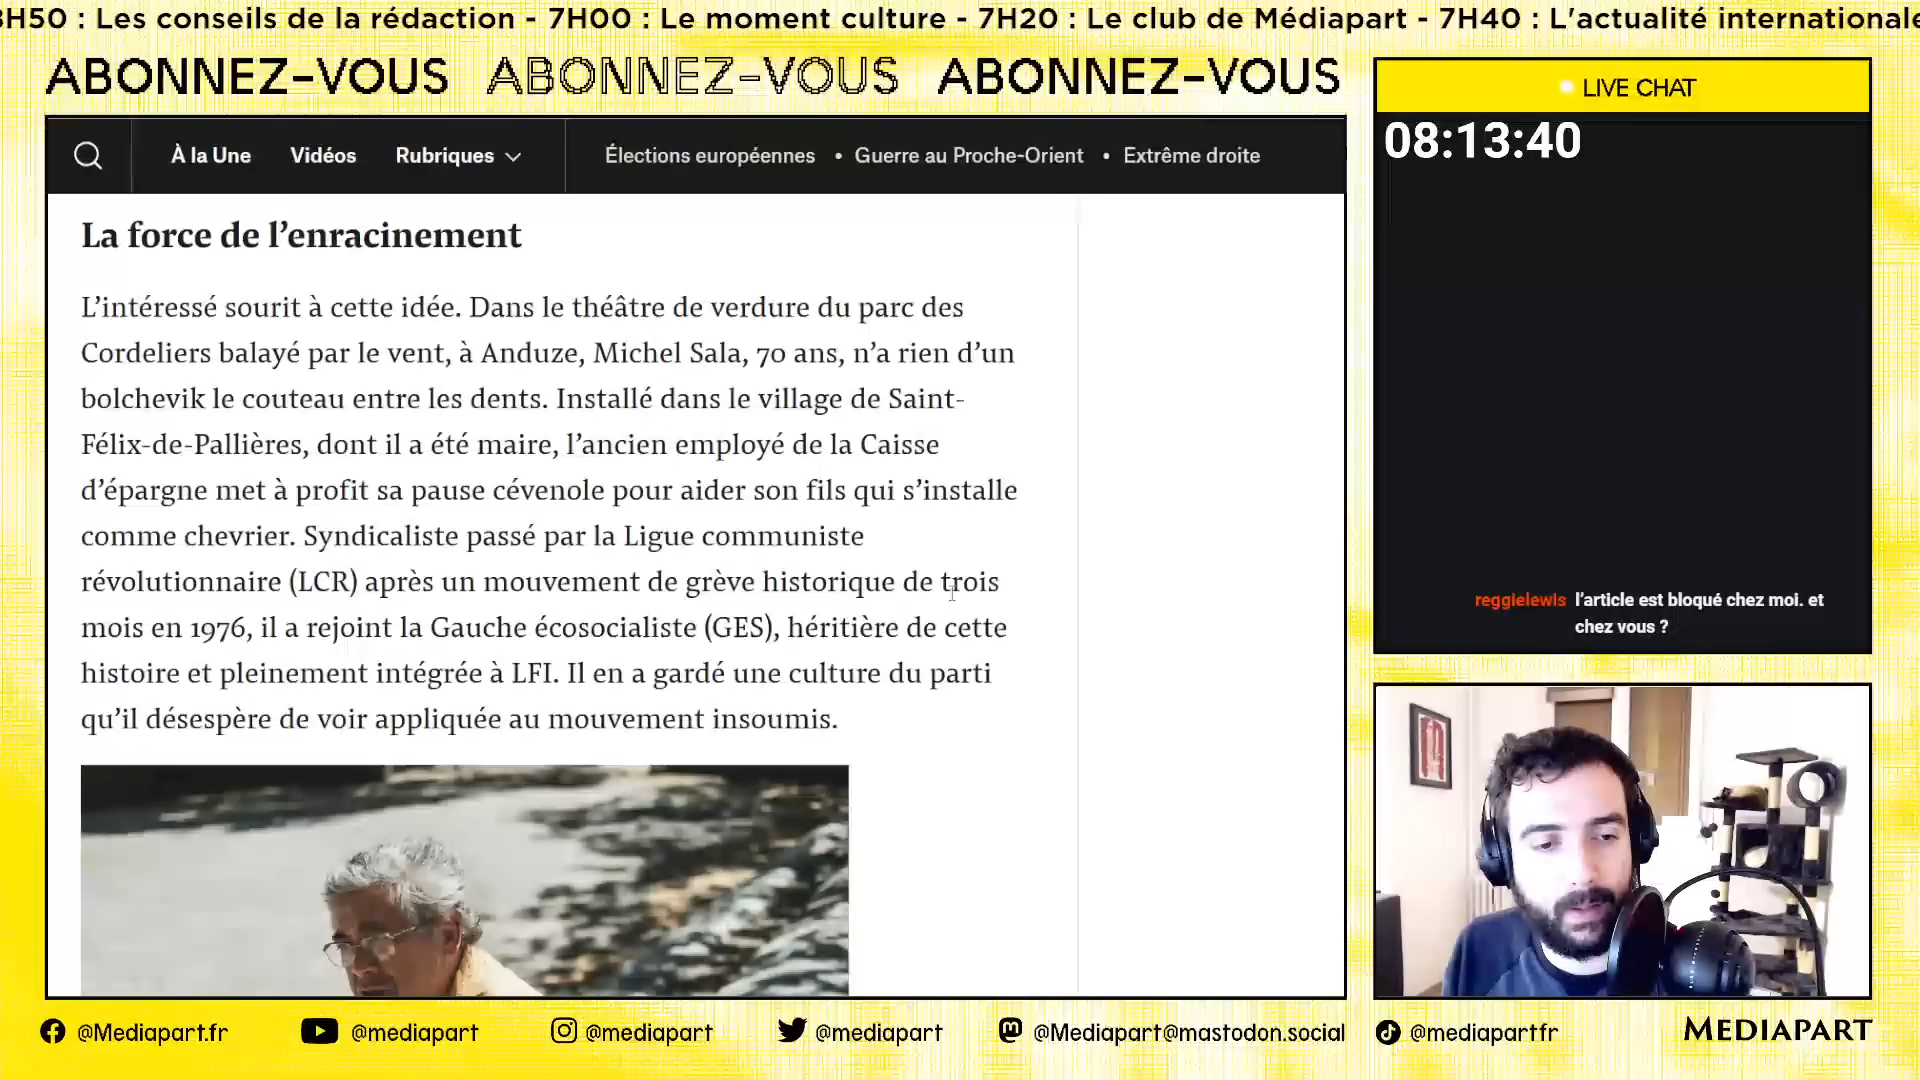 3H50 : Les conseils de la rédaction - 7H00 : Le moment culture - 7H20 : Le club de Médiapart - 7H40 : L'actualité internationale
ABONNEZ-VOUS ABONNEZ-VOUS ABONNEZ-VOUS
À la Une Vidéos Rubriques Élections européennes • Guerre au Proche-Orient • Extrême droite
La force de l’enracinement
L’intéressé sourit à cette idée. Dans le théâtre de verdure du parc des
Cordeliers balayé par le vent, à Anduze, Michel Sala, 70 ans, n’a rien d’un
bolchevik le couteau entre les dents. Installé dans le village de Saint-
Félix-de-Pallières, dont il a été maire, l’ancien employé de la Caisse
d’épargne met à profit sa pause cévenole pour aider son fils qui s’installe
comme chevrier. Syndicaliste passé par la Ligue communiste
révolutionnaire (LCR) après un mouvement de grève historique de trois
mois en 1976, il a rejoint la Gauche écosocialiste (GES), héritière de cette
histoire et pleinement intégrée à LFI. Il en a gardé une culture du parti
qu’il désespère de voir appliquée au mouvement insoumis.
LIVE CHAT
08:13:40
reggielewis l’article est bloqué chez moi. et
chez vous ?
@Mediapart.fr @mediapart @mediapart @mediapart @Mediapart@mastodon.social @mediapartfr MEDIAPART